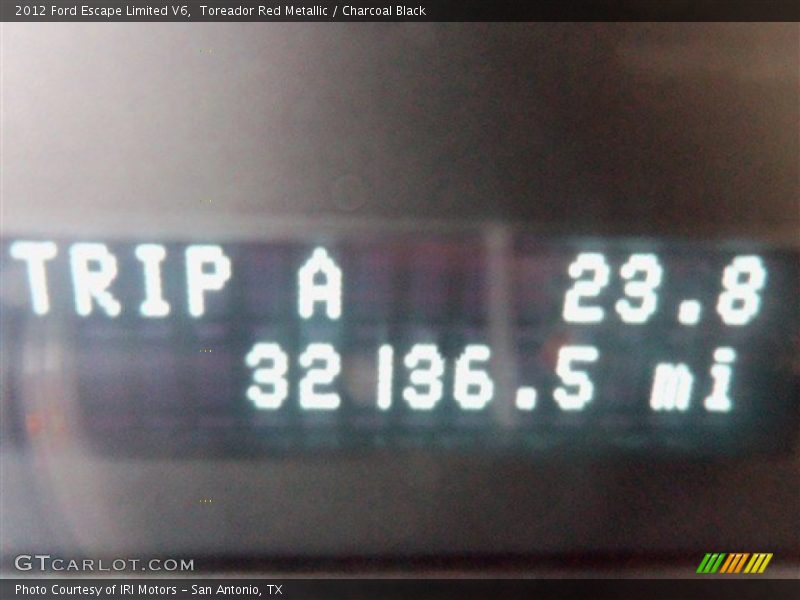 2012 Ford Escape Limited V6,  Toreador Red Metallic / Charcoal Black
TRIP A 23.8
32136.5 mi
GTCARLOT.COM
Photo Courtesy of IRI Motors - San Antonio, TX